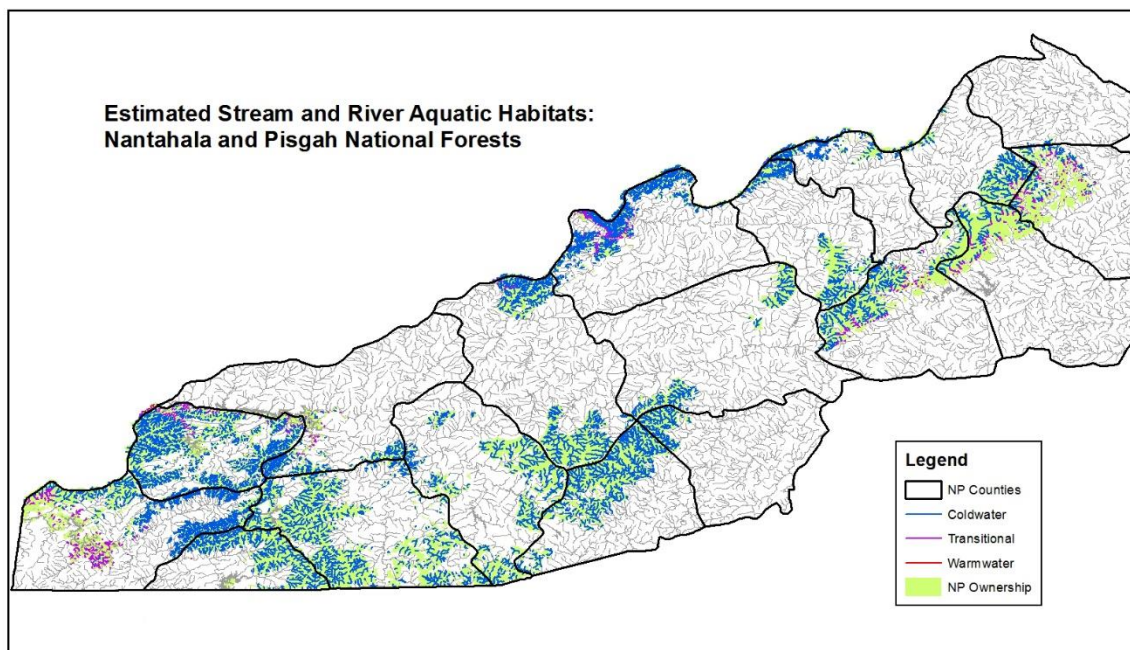 Estimated Stream and River Aquatic Habitats:
Nantahala and Pisgah National Forests
Legend
NP Counties
Coldwater
Transitional
Warmwater
NP Ownership